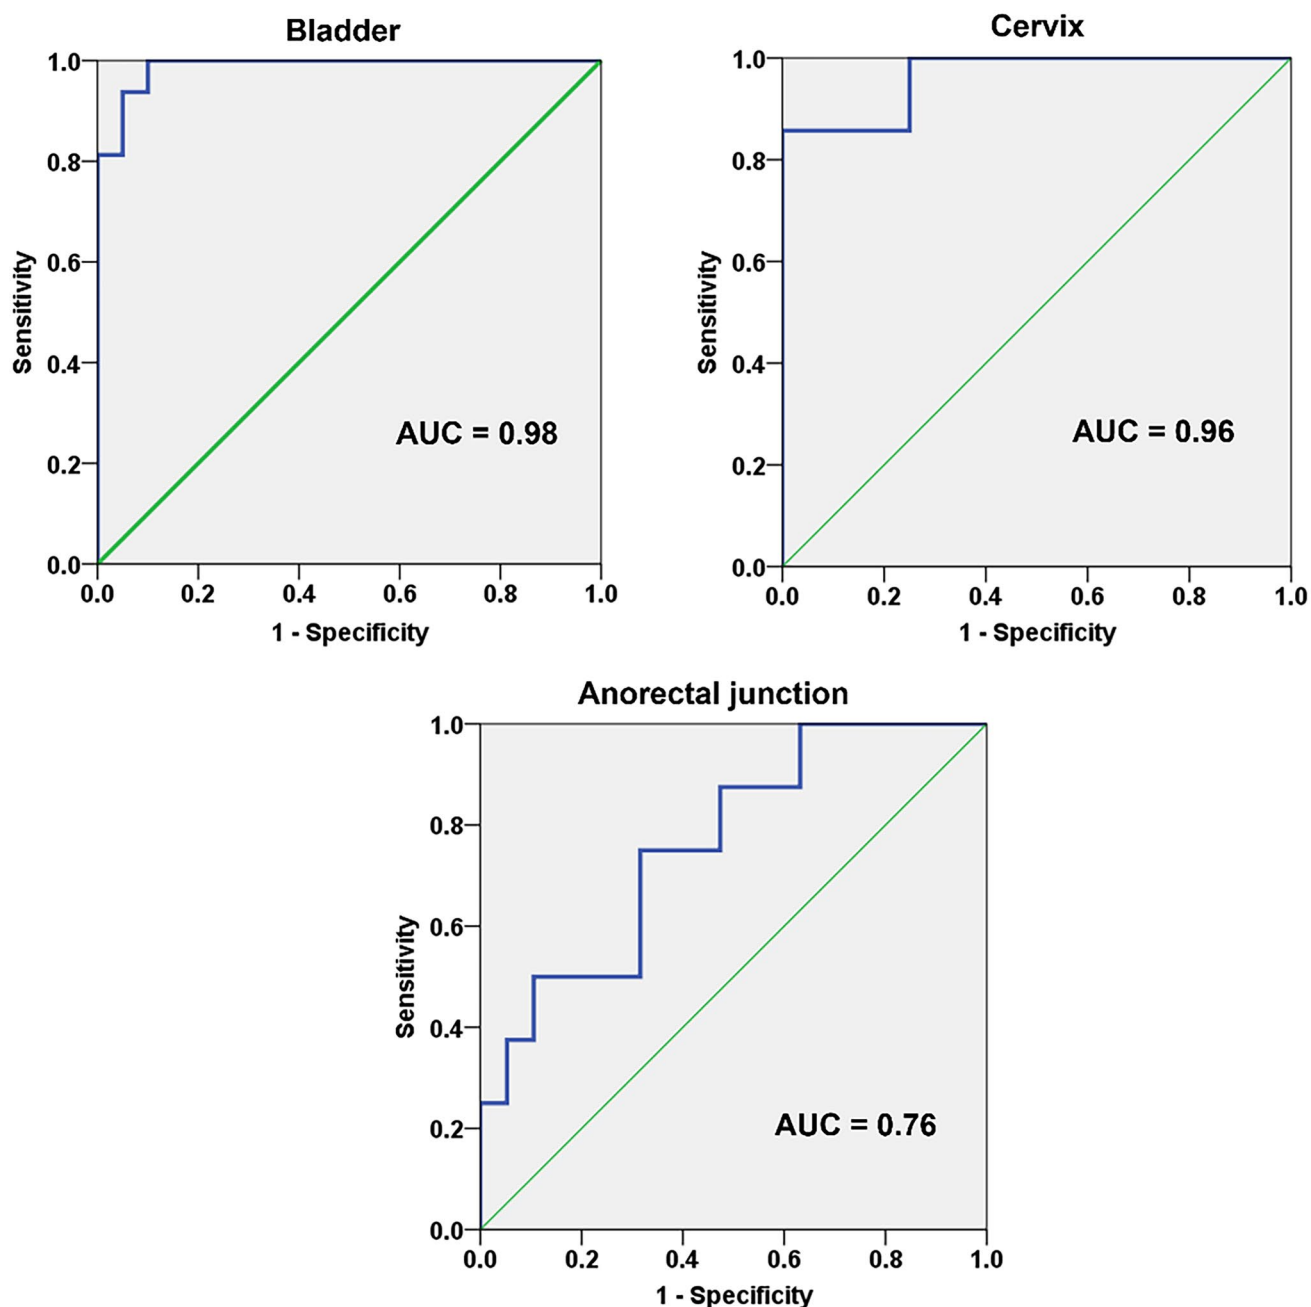 Bladder
1.0
0.8
0.6
0.4
0.2
0.0
Sensitivity
AUC = 0.98
0.0 0.2 0.4 0.6 0.8 1.0
1 - Specificity
Cervix
1.0
0.8
0.6
0.4
0.2
0.0
Sensitivity
AUC = 0.96
0.0 0.2 0.4 0.6 0.8 1.0
1 - Specificity
Anorectal junction
1.0
0.8
0.6
0.4
0.2
0.0
Sensitivity
AUC = 0.76
0.0 0.2 0.4 0.6 0.8 1.0
1 - Specificity